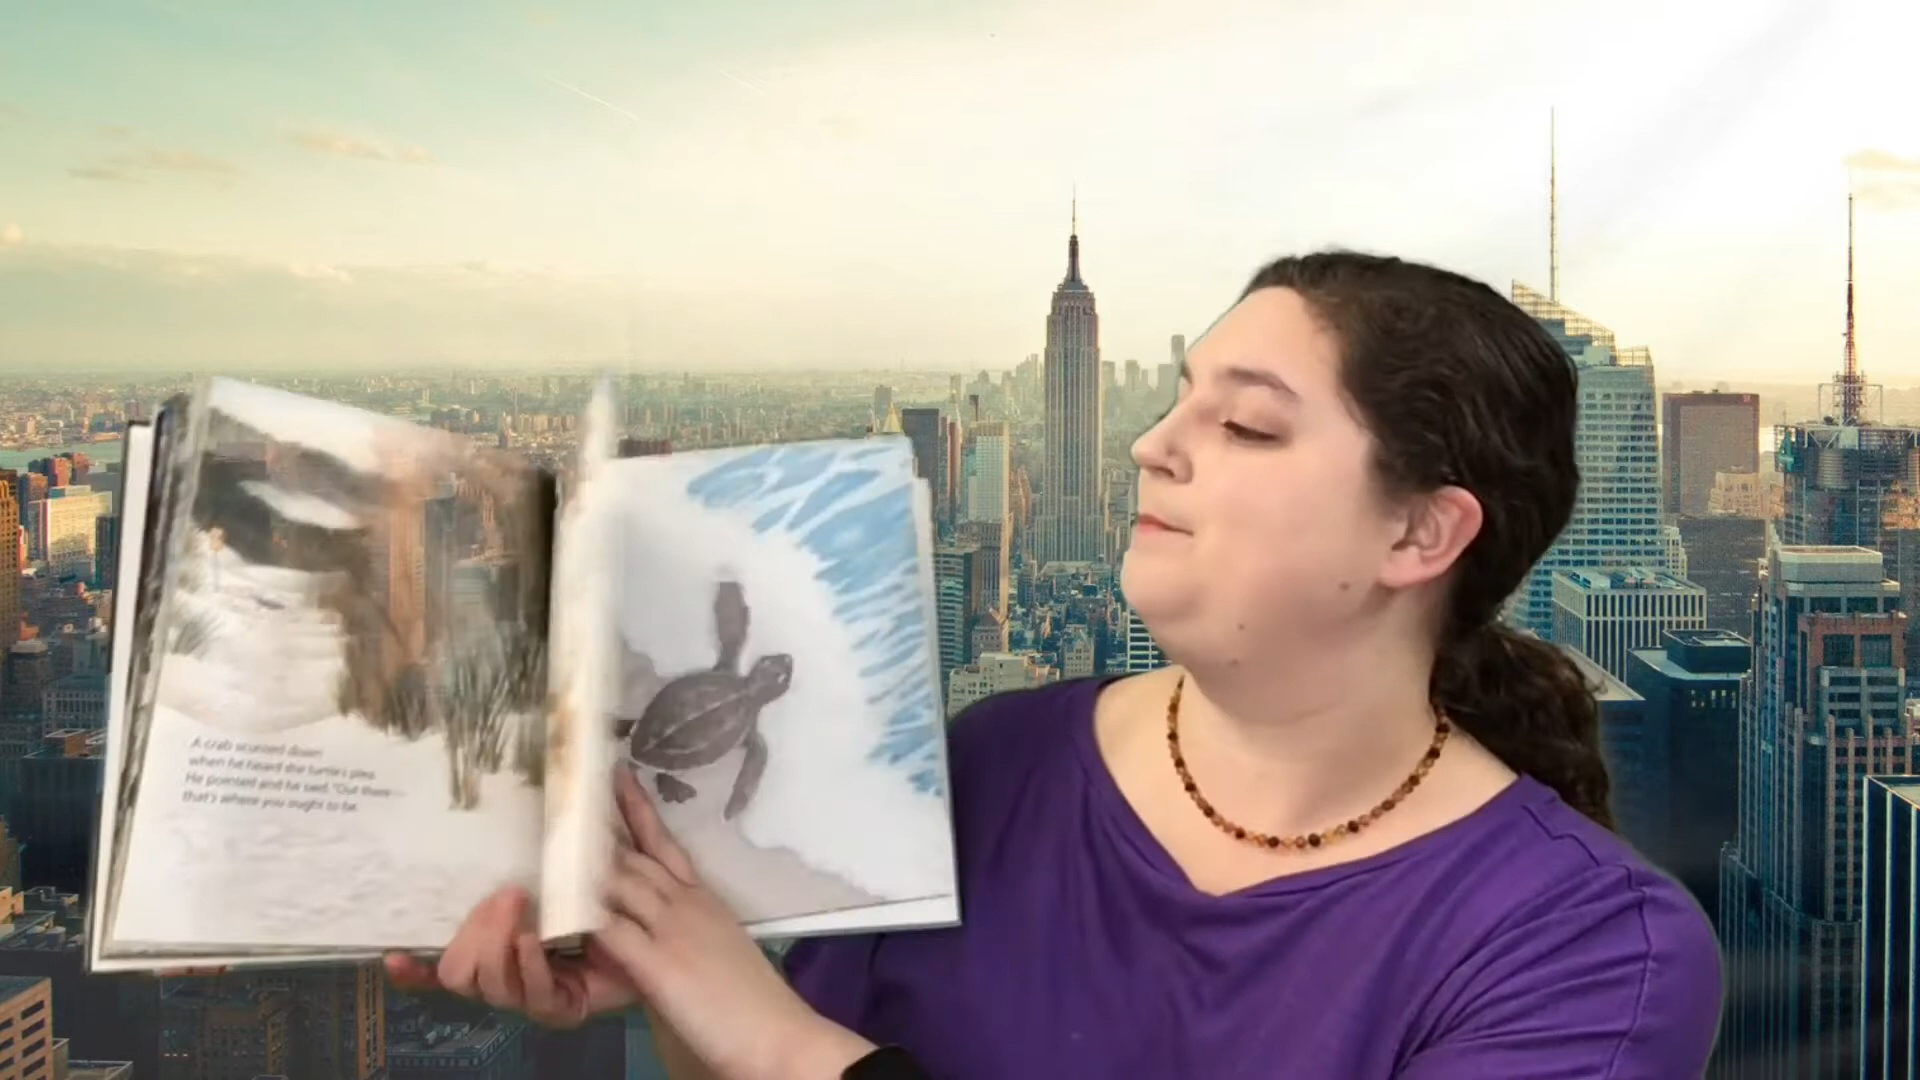 A crab scurried down
when he heard the turtle's plea.
He pointed and he said, "Out there—
that's where you ought to be.